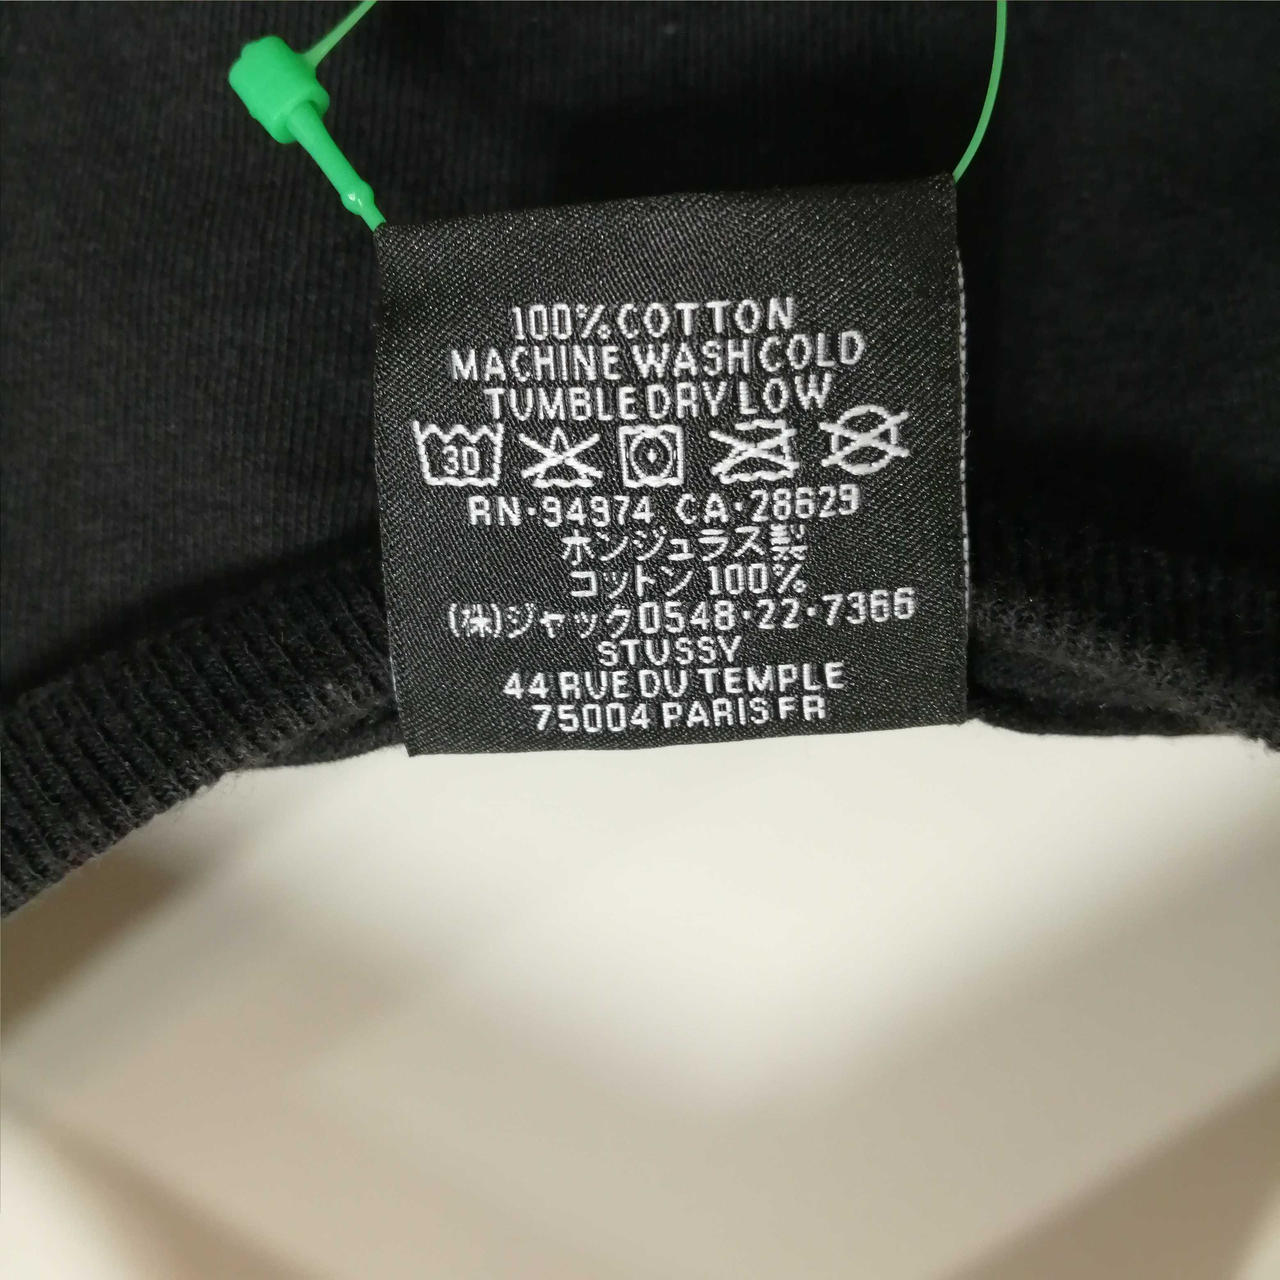 100% COTTON
MACHINE WASH COLD
TUMBLE DRY LOW
30
RN·94974 CA·28629
ホンジュラス製
コットン 100%
(株)ジャック0548·22·7366
STUSSY
44 RUE DU TEMPLE
75004 PARIS FR